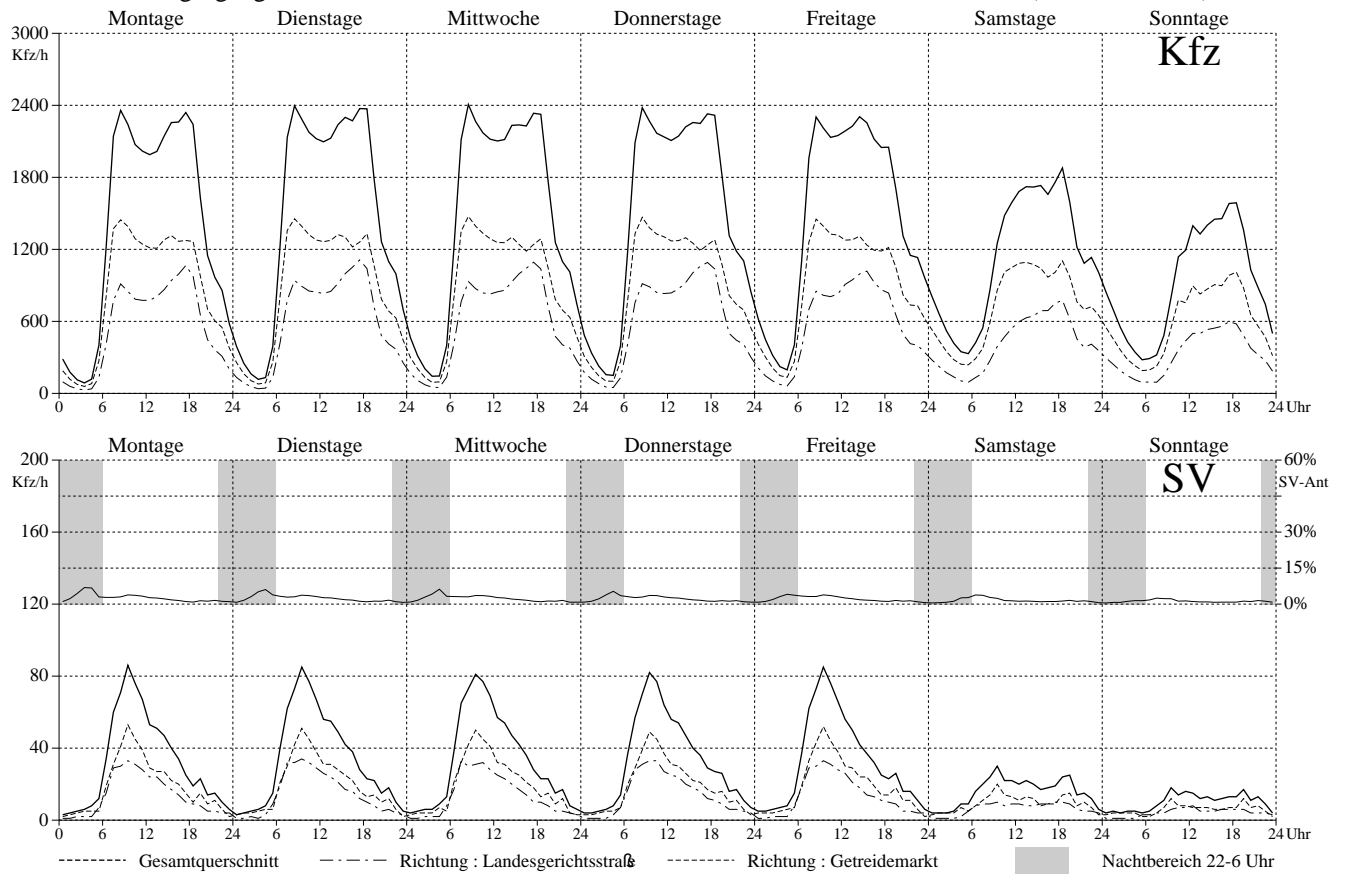 Montage Dienstage Mittwoche Donnerstage Freitage Samstage Sonntage
3000
Kfz/h
Kfz
2400
1800
1200
600
0
0 6 12 18 24 6 12 18 24 6 12 18 24 6 12 18 24 6 12 18 24 6 12 18 24 6 12 18 24 Uhr
Montage Dienstage Mittwoche Donnerstage Freitage Samstage Sonntage
200 60%
Kfz/h SV-Ant
SV
160 30%
140 15%
120 0%
80
40
0
0 6 12 18 24 6 12 18 24 6 12 18 24 6 12 18 24 6 12 18 24 6 12 18 24 6 12 18 24 Uhr
Gesamtquerschnitt Richtung : Landesgerichtsstraße Richtung : Getreidemarkt Nachtbereich 22-6 Uhr